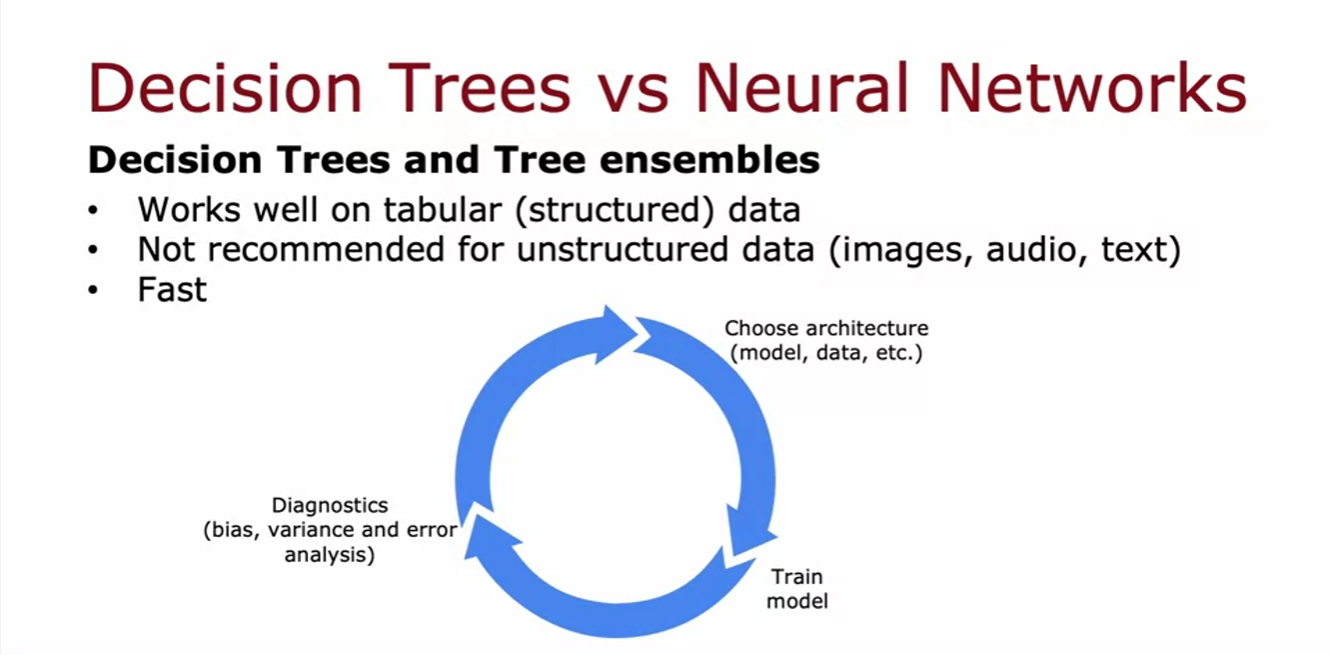 Decision Trees vs Neural Networks
Decision Trees and Tree ensembles
• Works well on tabular (structured) data
• Not recommended for unstructured data (images, audio, text)
• Fast
Choose architecture
(model, data, etc.)
Diagnostics
(bias, variance and error
analysis)
Train
model